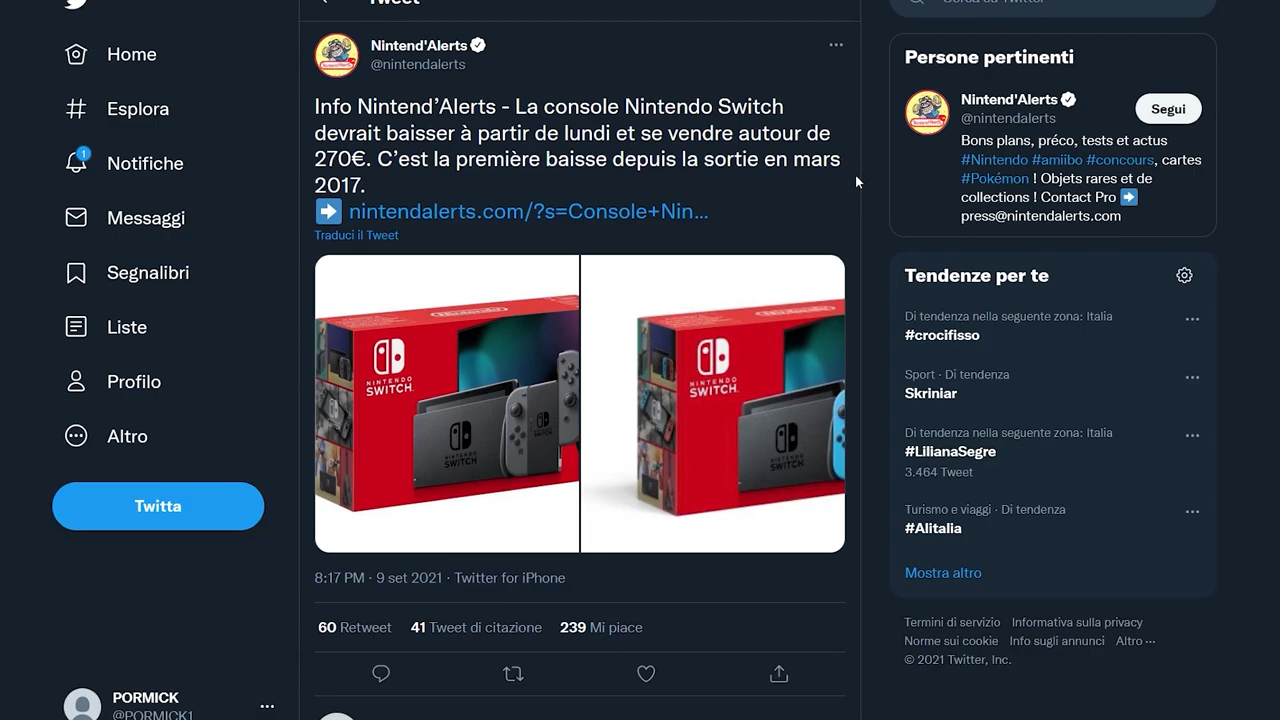 Tweet
Cerca su Twitter
Home
Esplora
1
Notifiche
Messaggi
Segnalibri
Liste
Profilo
Altro
Twitta
PORMICK
@PORMICK1
Nintend'Alerts
@nintendalerts
Info Nintend’Alerts - La console Nintendo Switch
devrait baisser à partir de lundi et se vendre autour de
270€. C’est la première baisse depuis la sortie en mars
2017.
nintendalerts.com/?s=Console+Nin...
Traduci il Tweet
Nintendo
NINTENDO
SWITCH
NINTENDO
SWITCH
Nintendo
NINTENDO
SWITCH
NINTENDO
SWITCH
8:17 PM · 9 set 2021 · Twitter for iPhone
60 Retweet 41 Tweet di citazione 239 Mi piace
Persone pertinenti
Nintend'Alerts
@nintendalerts
Segui
Bons plans, préco, tests et actus
#Nintendo #amiibo #concours, cartes
#Pokémon ! Objets rares et de
collections ! Contact Pro
press@nintendalerts.com
Tendenze per te
Di tendenza nella seguente zona: Italia
#crocifisso
Sport · Di tendenza
Skriniar
Di tendenza nella seguente zona: Italia
#LilianaSegre
3.464 Tweet
Turismo e viaggi · Di tendenza
#Alitalia
Mostra altro
Termini di servizio Informativa sulla privacy
Norme sui cookie Info sugli annunci Altro ···
© 2021 Twitter, Inc.